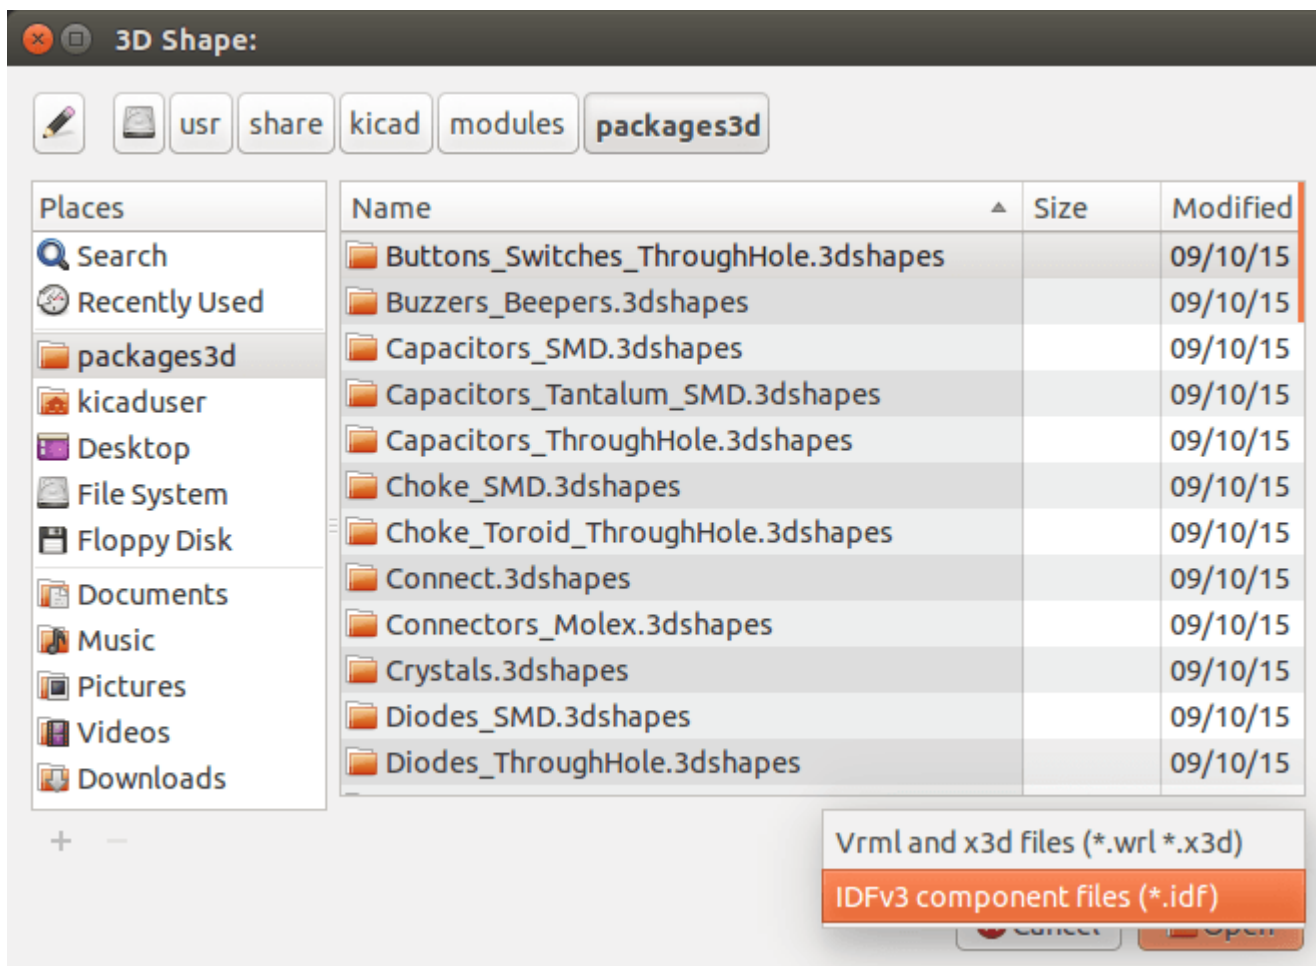 3D Shape:
usr share kicad modules packages3d
Places
Search
Recently Used
packages3d
kicaduser
Desktop
File System
Floppy Disk
Documents
Music
Pictures
Videos
Downloads
Name Size Modified
Buttons_Switches_ThroughHole.3dshapes 09/10/15
Buzzers_Beepers.3dshapes 09/10/15
Capacitors_SMD.3dshapes 09/10/15
Capacitors_Tantalum_SMD.3dshapes 09/10/15
Capacitors_ThroughHole.3dshapes 09/10/15
Choke_SMD.3dshapes 09/10/15
Choke_Toroid_ThroughHole.3dshapes 09/10/15
Connect.3dshapes 09/10/15
Connectors_Molex.3dshapes 09/10/15
Crystals.3dshapes 09/10/15
Diodes_SMD.3dshapes 09/10/15
Diodes_ThroughHole.3dshapes 09/10/15
Vrml and x3d files (*.wrl *.x3d)
IDFv3 component files (*.idf)
Cancel Open